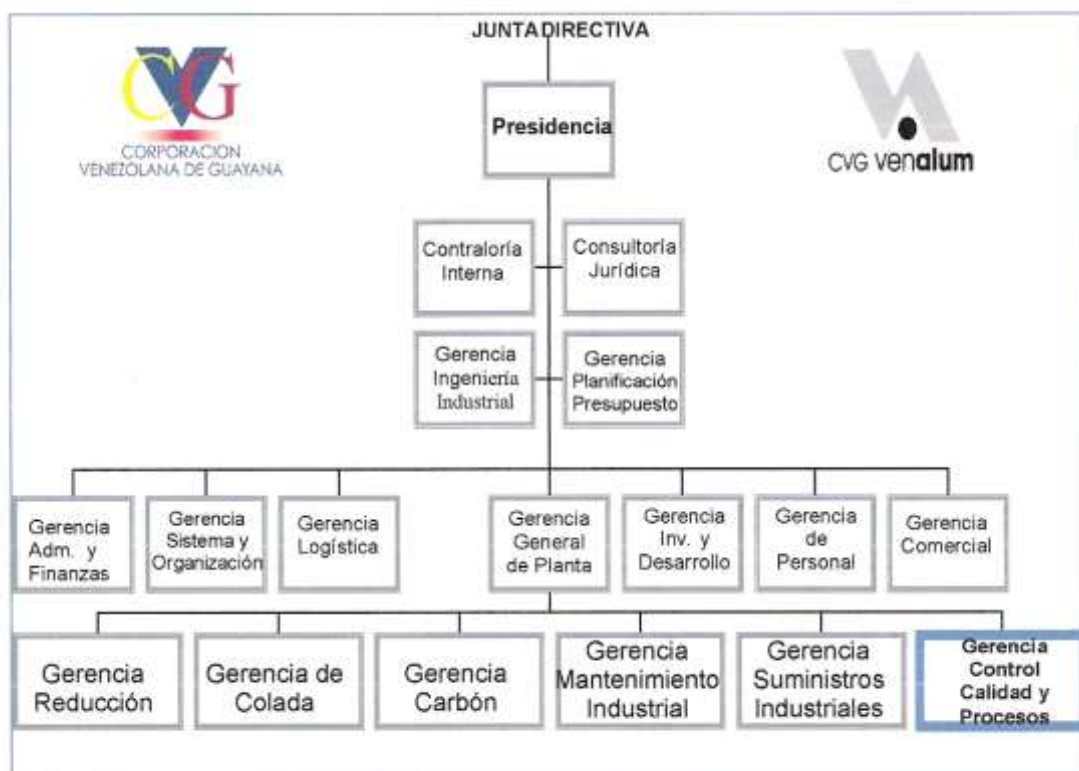 JUNTADIRECTIVA
CVG
CORPORACION
VENEZOLANA DE GUAYANA
CVG venalum
Presidencia
Contraloría
Interna
Consultoría
Jurídica
Gerencia
Ingeniería
Industrial
Gerencia
Planificación
Presupuesto
Gerencia
Adm. y
Finanzas
Gerencia
Sistema y
Organización
Gerencia
Logística
Gerencia
General
de Planta
Gerencia
Inv. y
Desarrollo
Gerencia
de
Personal
Gerencia
Comercial
Gerencia
Reducción
Gerencia de
Colada
Gerencia
Carbón
Gerencia
Mantenimiento
Industrial
Gerencia
Suministros
Industriales
Gerencia
Control
Calidad y
Procesos